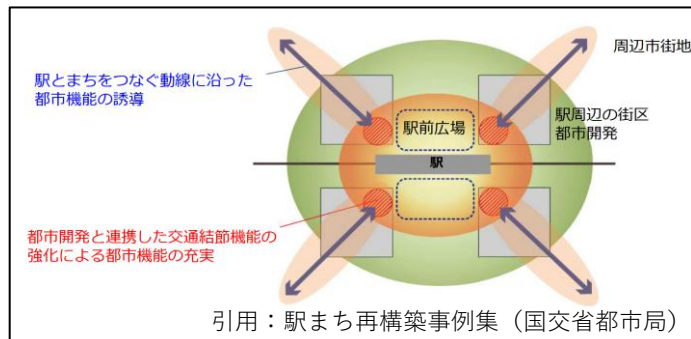 周辺市街地
駅とまちをつなぐ動線に沿った
都市機能の誘導
駅周辺の街区
都市開発
駅前広場
駅
都市開発と連携した交通結節機能の
強化による都市機能の充実
引用：駅まち再構築事例集（国交省都市局）